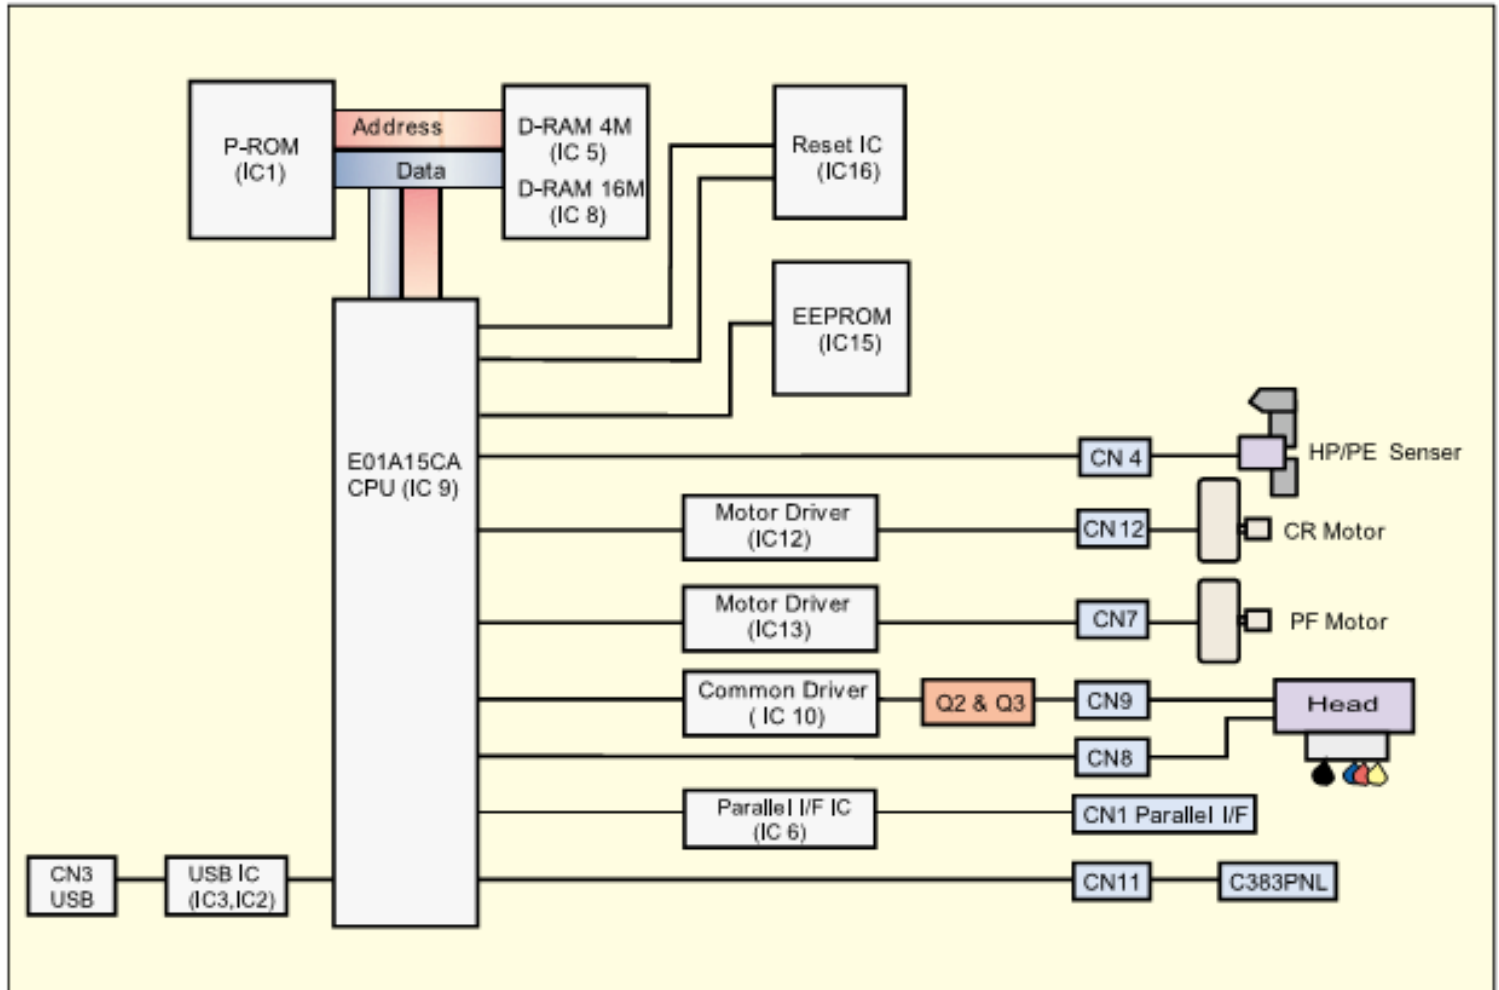 P-ROM
(IC1)
Address
Data
D-RAM 4M
(IC 5)
D-RAM 16M
(IC 8)
Reset IC
(IC16)
EEPROM
(IC15)
E01A15CA
CPU (IC 9)
CN 4
HP/PE Senser
Motor Driver
(IC12)
CN 12
CR Motor
Motor Driver
(IC13)
CN7
PF Motor
Common Driver
( IC 10)
Q2 & Q3
CN9
Head
CN8
Parallel I/F IC
(IC 6)
CN1 Parallel I/F
CN3
USB
USB IC
(IC3,IC2)
CN11
C383PNL